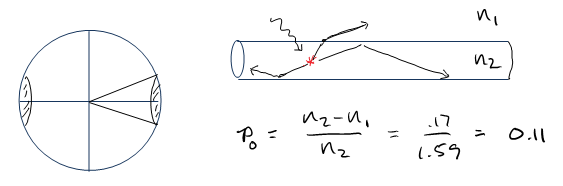 n₁
n₂
P₀ = (n₂-n₁)/n₂ = .17/1.59 = 0.11